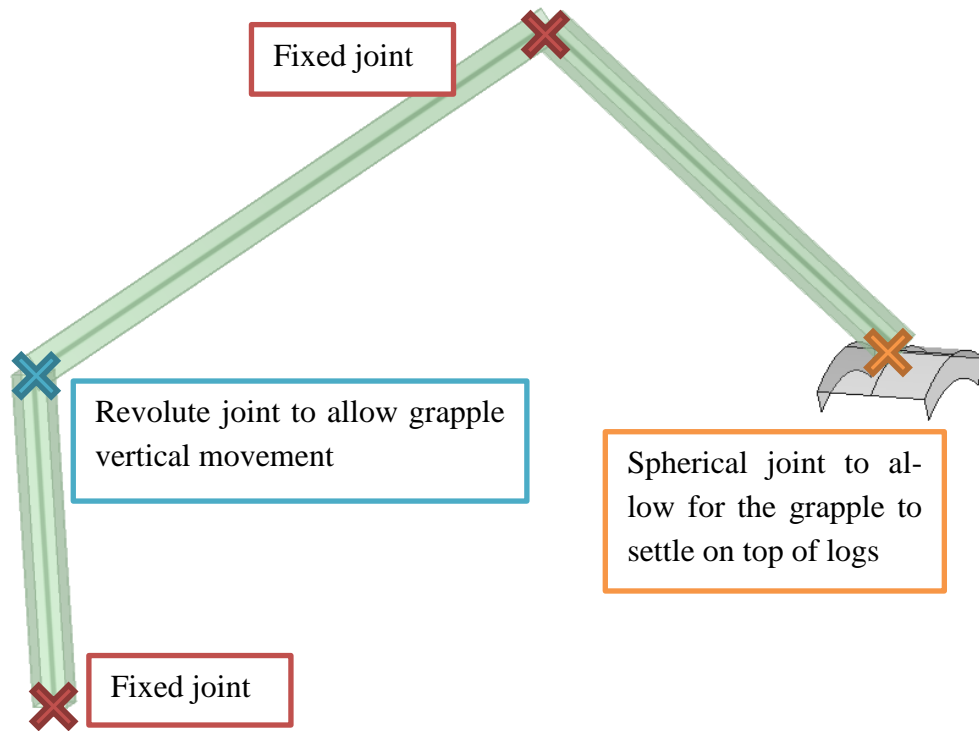 Fixed joint
Revolute joint to allow grapple
vertical movement
Spherical joint to al-
low for the grapple to
settle on top of logs
Fixed joint